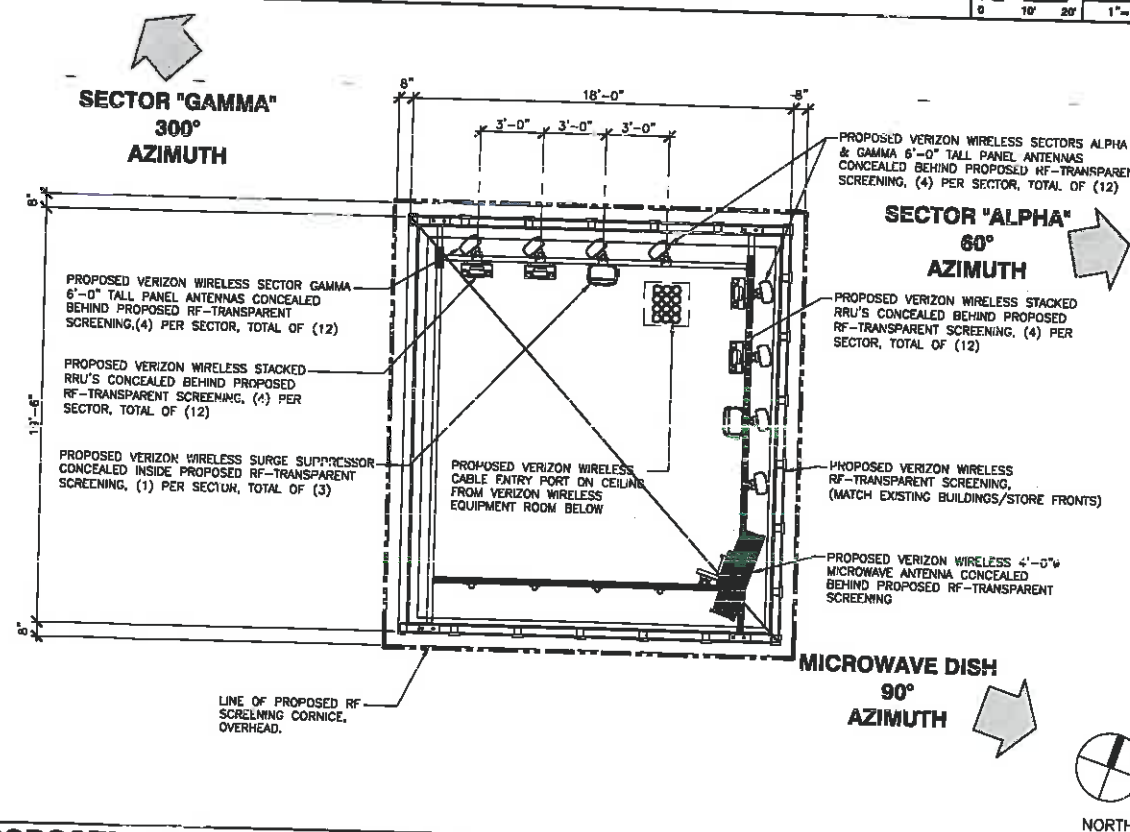 0 10' 20'
SECTOR "GAMMA"
300°
AZIMUTH
8"
18'-0"
8"
3'-0" 3'-0" 3'-0"
PROPOSED VERIZON WIRELESS SECTORS ALPHA
& GAMMA 6'-0" TALL PANEL ANTENNAS
CONCEALED BEHIND PROPOSED RF-TRANSPAREN
SCREENING, (4) PER SECTOR, TOTAL OF (12)
SECTOR "ALPHA"
60°
AZIMUTH
8"
PROPOSED VERIZON WIRELESS SECTOR GAMMA
6'-0" TALL PANEL ANTENNAS CONCEALED
BEHIND PROPOSED RF-TRANSPARENT
SCREENING,(4) PER SECTOR, TOTAL OF (12)
PROPOSED VERIZON WIRELESS STACKED
RRU'S CONCEALED BEHIND PROPOSED
RF-TRANSPARENT SCREENING, (4) PER
SECTOR, TOTAL OF (12)
PROPOSED VERIZON WIRELESS STACKED
RRU'S CONCEALED BEHIND PROPOSED
RF-TRANSPARENT SCREENING, (4) PER
SECTOR, TOTAL OF (12)
PROPOSED VERIZON WIRELESS SURGE SUPPRESSOR
CONCEALED INSIDE PROPOSED RF-TRANSPARENT
SCREENING, (1) PER SECTOR, TOTAL OF (3)
PROPOSED VERIZON WIRELESS
CABLE ENTRY PORT ON CEILING
FROM VERIZON WIRELESS
EQUIPMENT ROOM BELOW
PROPOSED VERIZON WIRELESS
RF-TRANSPARENT SCREENING,
(MATCH EXISTING BUILDINGS/STORE FRONTS)
PROPOSED VERIZON WIRELESS 4'-0"ø
MICROWAVE ANTENNA CONCEALED
BEHIND PROPOSED RF-TRANSPARENT
SCREENING
8"
LINE OF PROPOSED RF
SCREENING CORNICE,
OVERHEAD.
MICROWAVE DISH
90°
AZIMUTH
NORTH